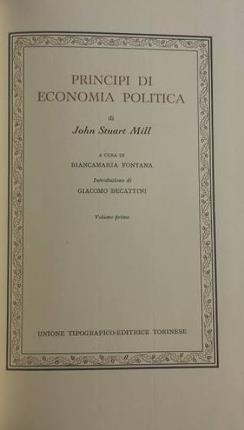 PRINCIPI DI
ECONOMIA POLITICA
di
John Stuart Mill
A CURA DI
BIANCAMARIA FONTANA
Introduzione di
GIACOMO BECATTINI
Volume primo
UNIONE TIPOGRAFICO-EDITRICE TORINESE